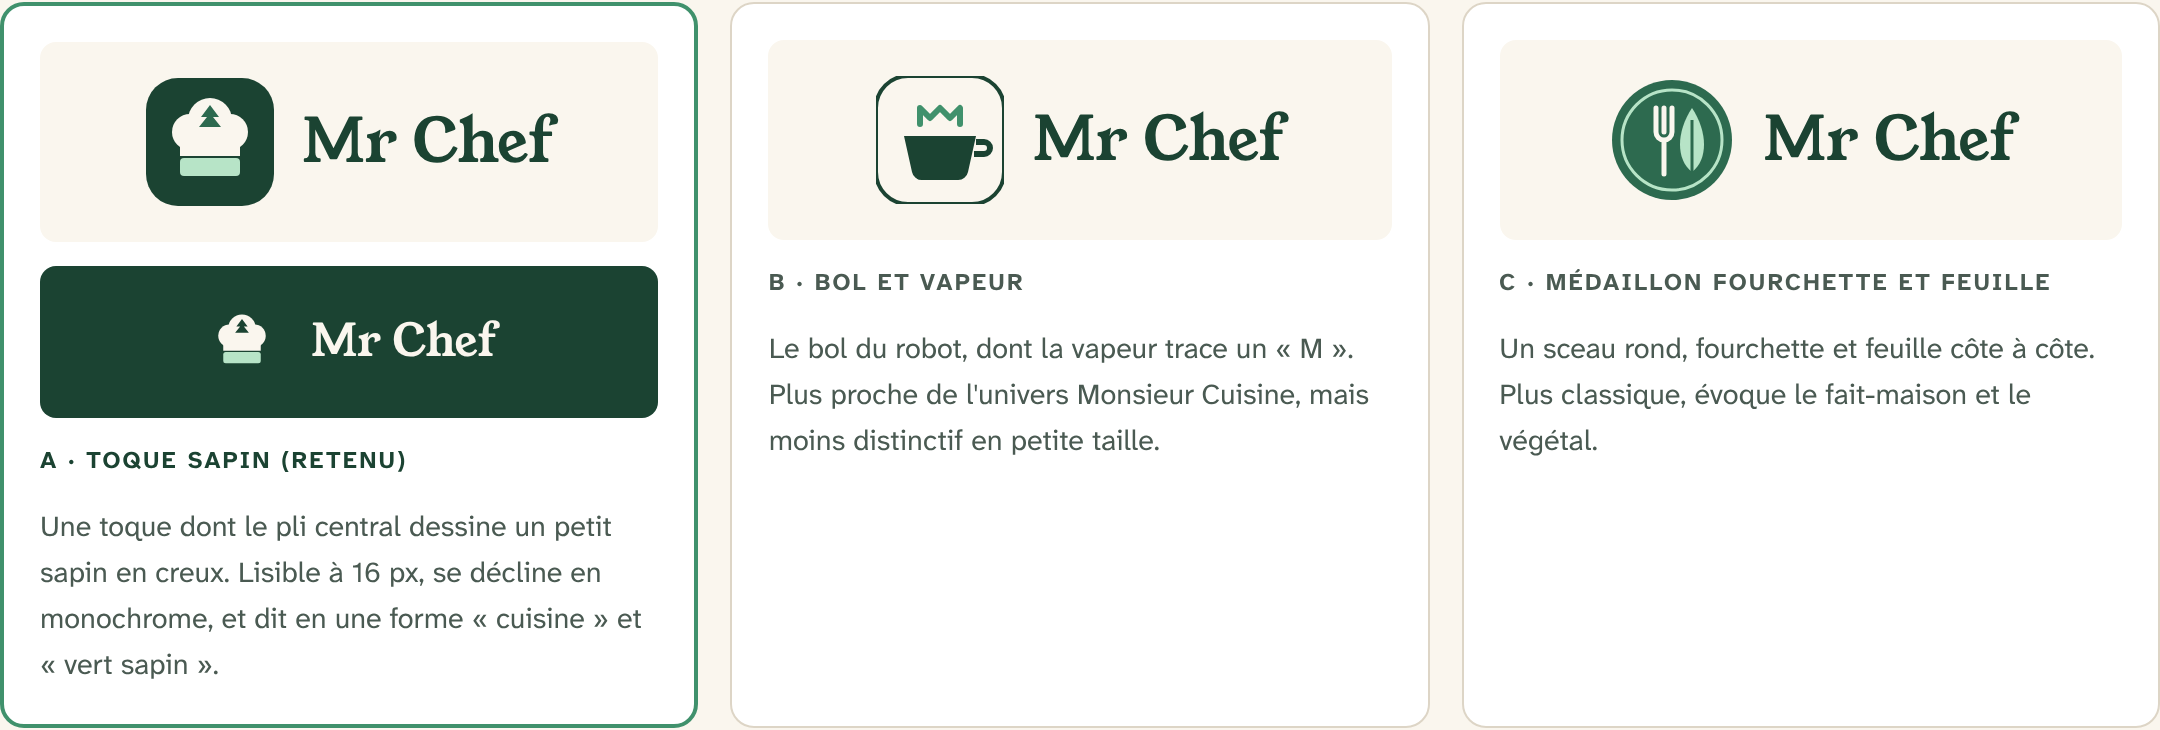 Mr Chef
Mr Chef
A · TOQUE SAPIN (RETENU)
Une toque dont le pli central dessine un petit
sapin en creux. Lisible à 16 px, se décline en
monochrome, et dit en une forme « cuisine » et
« vert sapin ».
Mr Chef
B · BOL ET VAPEUR
Le bol du robot, dont la vapeur trace un « M ».
Plus proche de l'univers Monsieur Cuisine, mais
moins distinctif en petite taille.
Mr Chef
C · MÉDAILLON FOURCHETTE ET FEUILLE
Un sceau rond, fourchette et feuille côte à côte.
Plus classique, évoque le fait-maison et le
végétal.